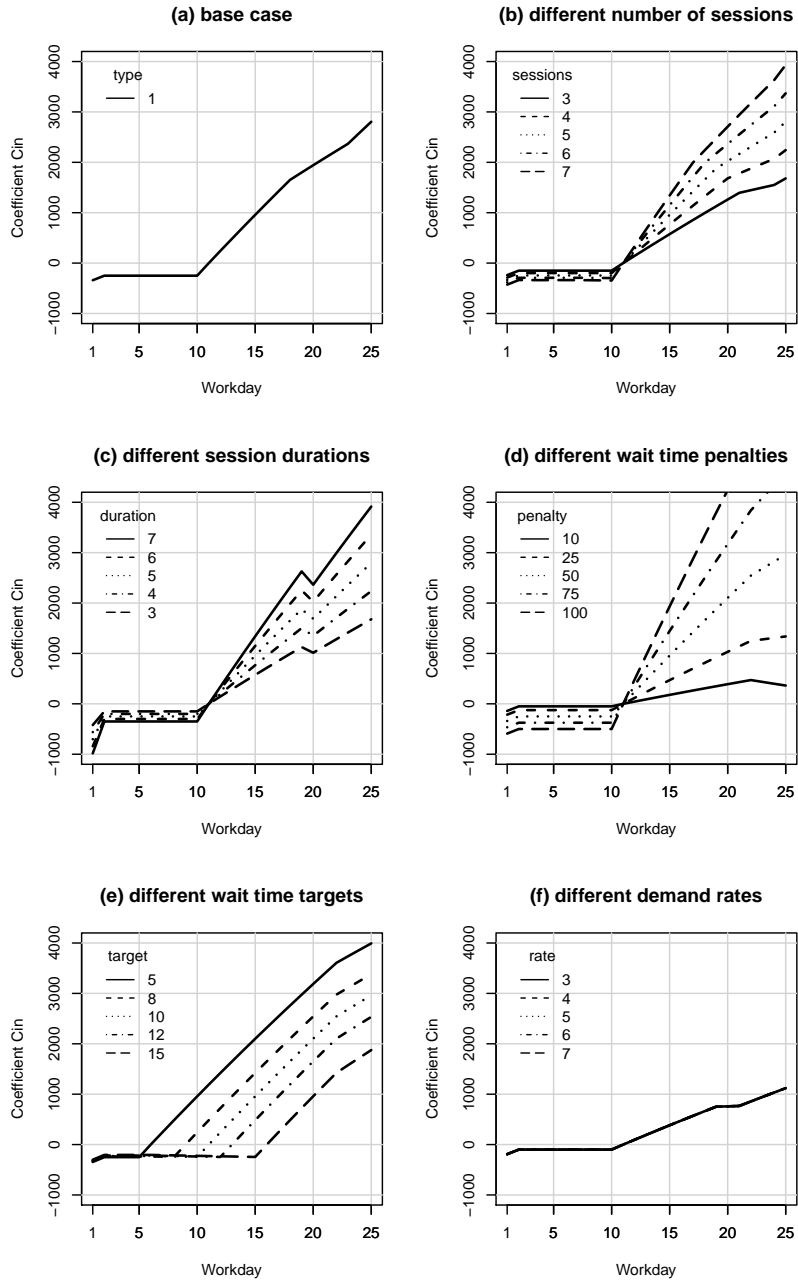 (a) base case
type
1
Coefficient Cin
−1000 0 1000 2000 3000 4000
1 5 10 15 20 25
Workday
(b) different number of sessions
sessions
3
4
5
6
7
Coefficient Cin
−1000 0 1000 2000 3000 4000
1 5 10 15 20 25
Workday
(c) different session durations
duration
7
6
5
4
3
Coefficient Cin
−1000 0 1000 2000 3000 4000
1 5 10 15 20 25
Workday
(d) different wait time penalties
penalty
10
25
50
75
100
Coefficient Cin
−1000 0 1000 2000 3000 4000
1 5 10 15 20 25
Workday
(e) different wait time targets
target
5
8
10
12
15
Coefficient Cin
−1000 0 1000 2000 3000 4000
1 5 10 15 20 25
Workday
(f) different demand rates
rate
3
4
5
6
7
Coefficient Cin
−1000 0 1000 2000 3000 4000
1 5 10 15 20 25
Workday